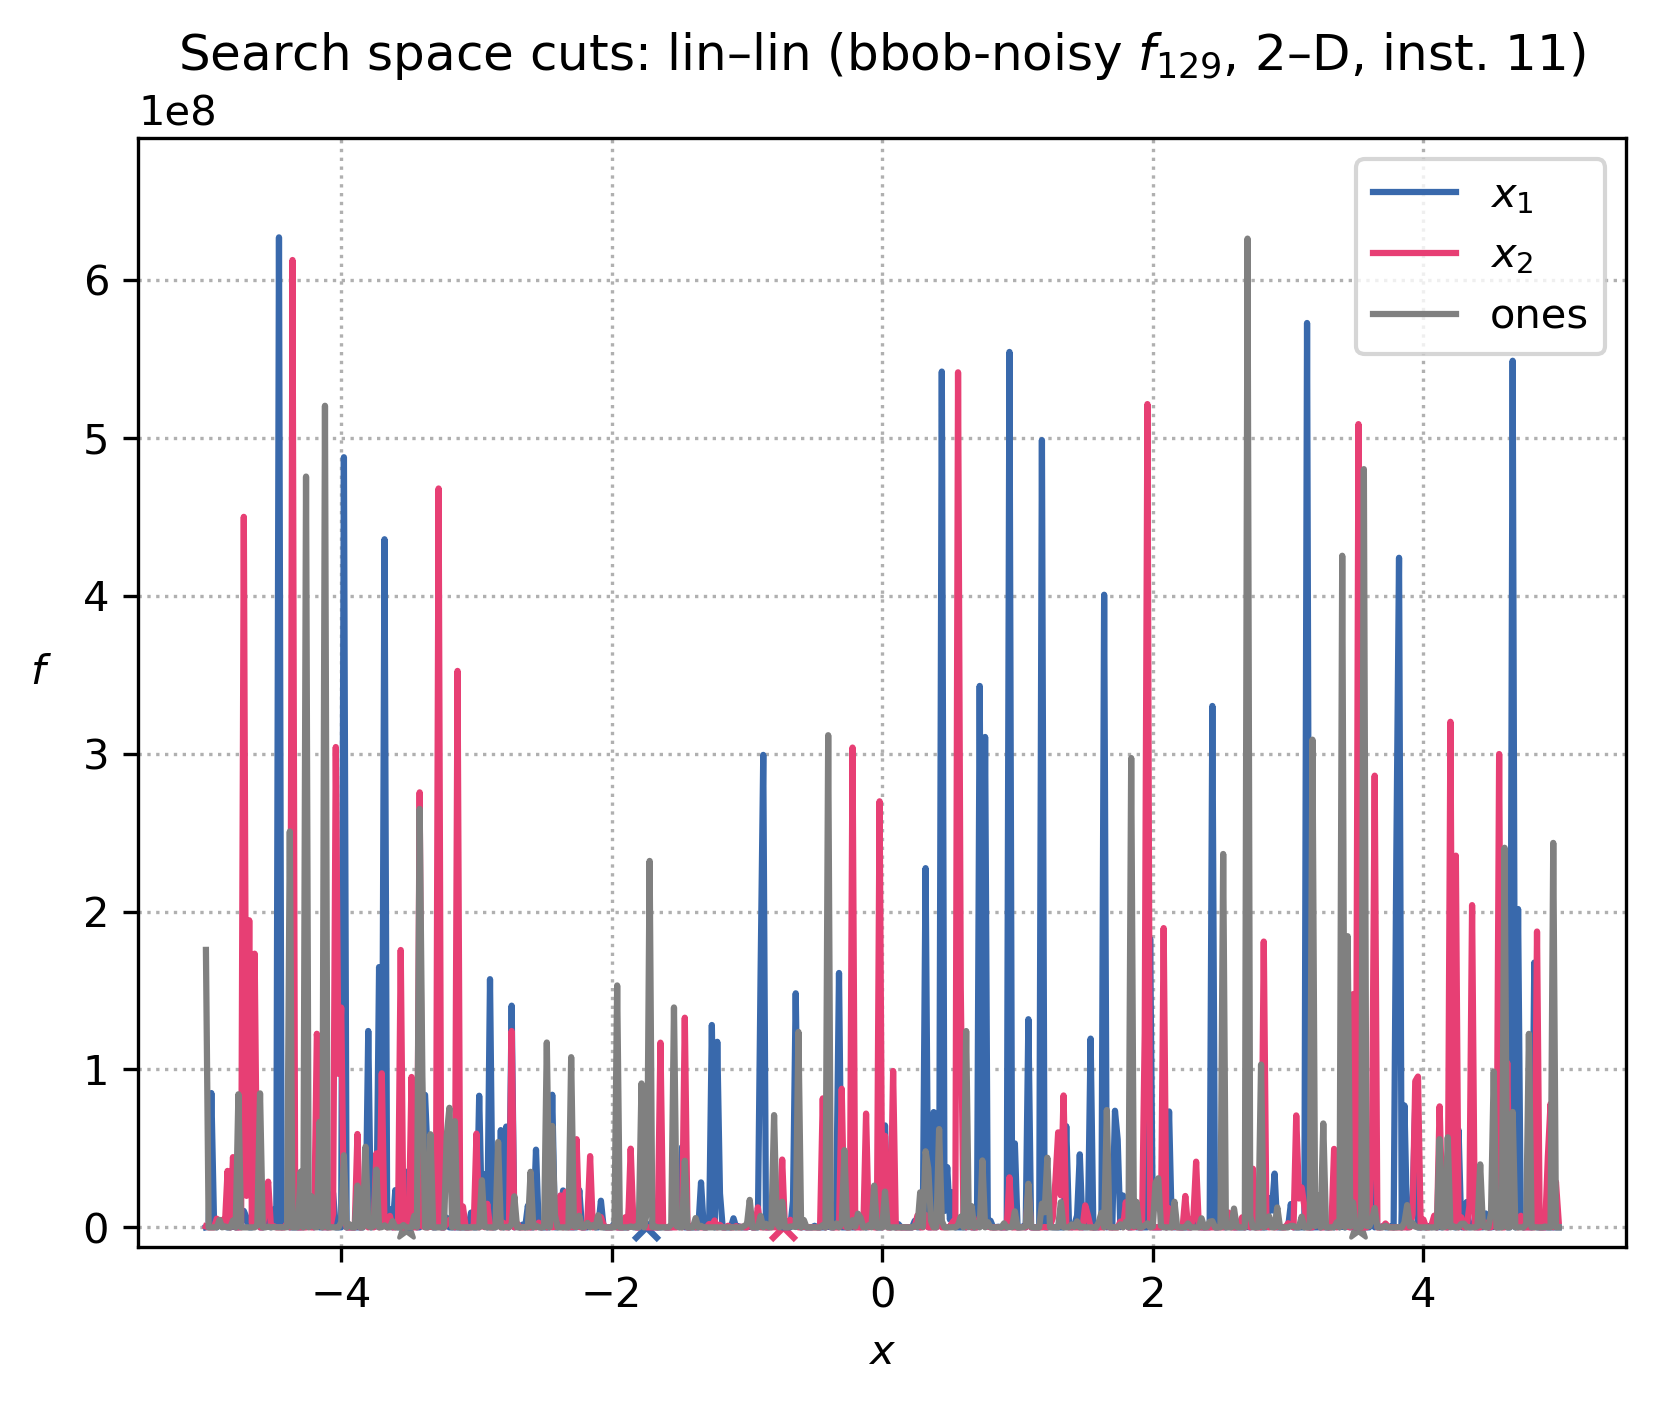 Search space cuts: lin–lin (bbob-noisy f₁₂₉, 2–D, inst. 11)
1e8
x₁
x₂
ones
6
5
4
3
2
1
0
f
−4 −2 0 2 4
x